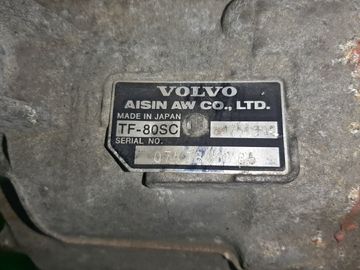 VOLVO
AISIN AW CO., LTD.
MADE IN JAPAN
TF-80SC
SERIAL NO.